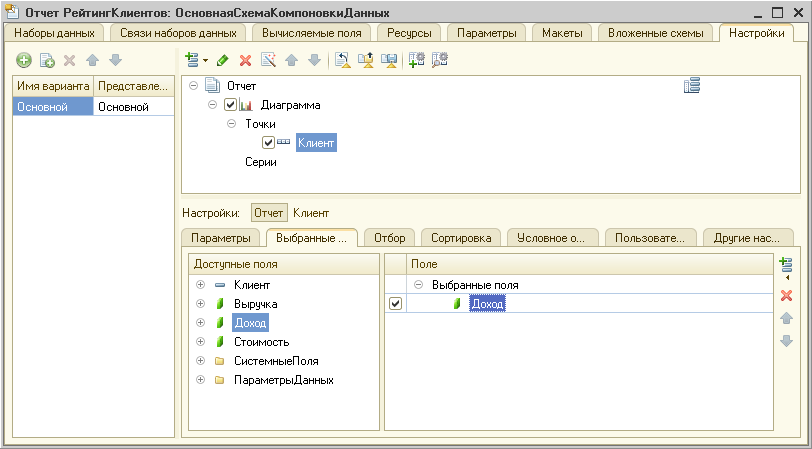 Отчет РейтингКлиентов: ОсновнаяСхемаКомпоновкиДанных
Наборы данных Связи наборов данных Вычисляемые поля Ресурсы Параметры Макеты Вложенные схемы Настройки
Имя варианта Представле...
Основной Основной
Отчет
Диаграмма
Точки
Клиент
Серии
Настройки: Отчет Клиент
Параметры Выбранные ... Отбор Сортировка Условное о... Пользовате... Другие нас...
Доступные поля
Клиент
Выручка
Доход
Стоимость
СистемныеПоля
ПараметрыДанных
Поле
Выбранные поля
Доход